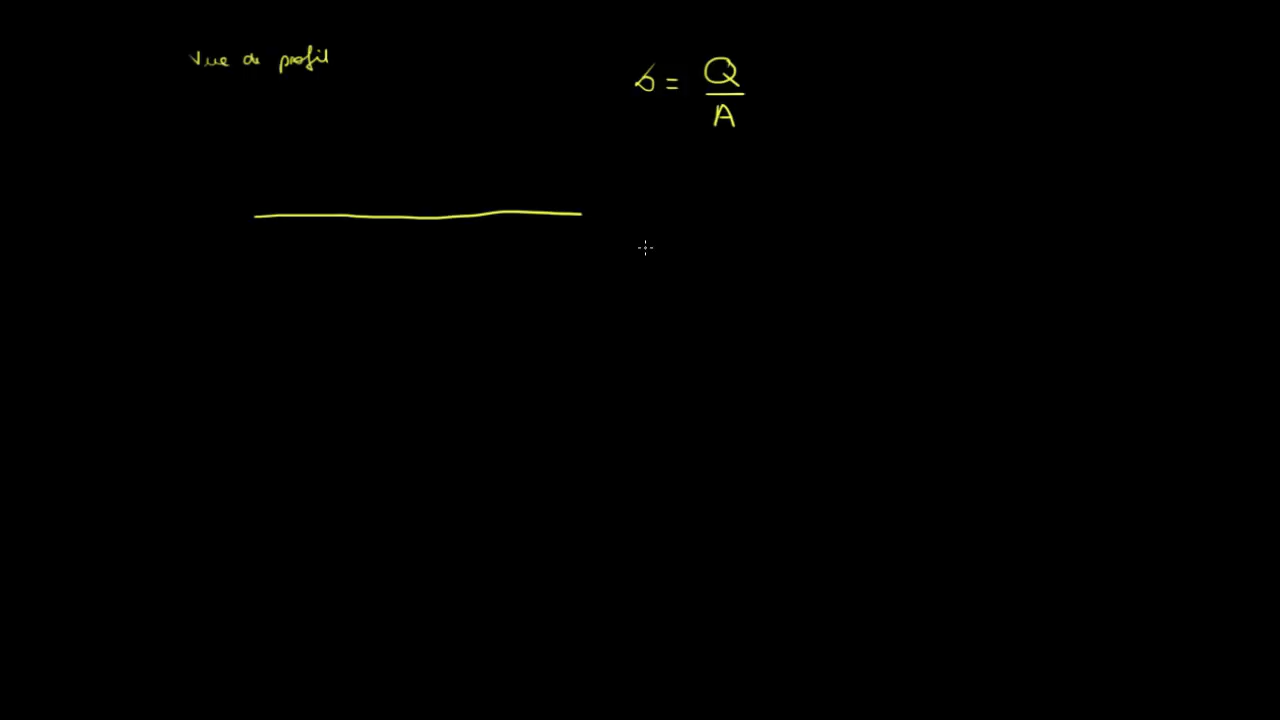 Vue de profil
σ = Q/A